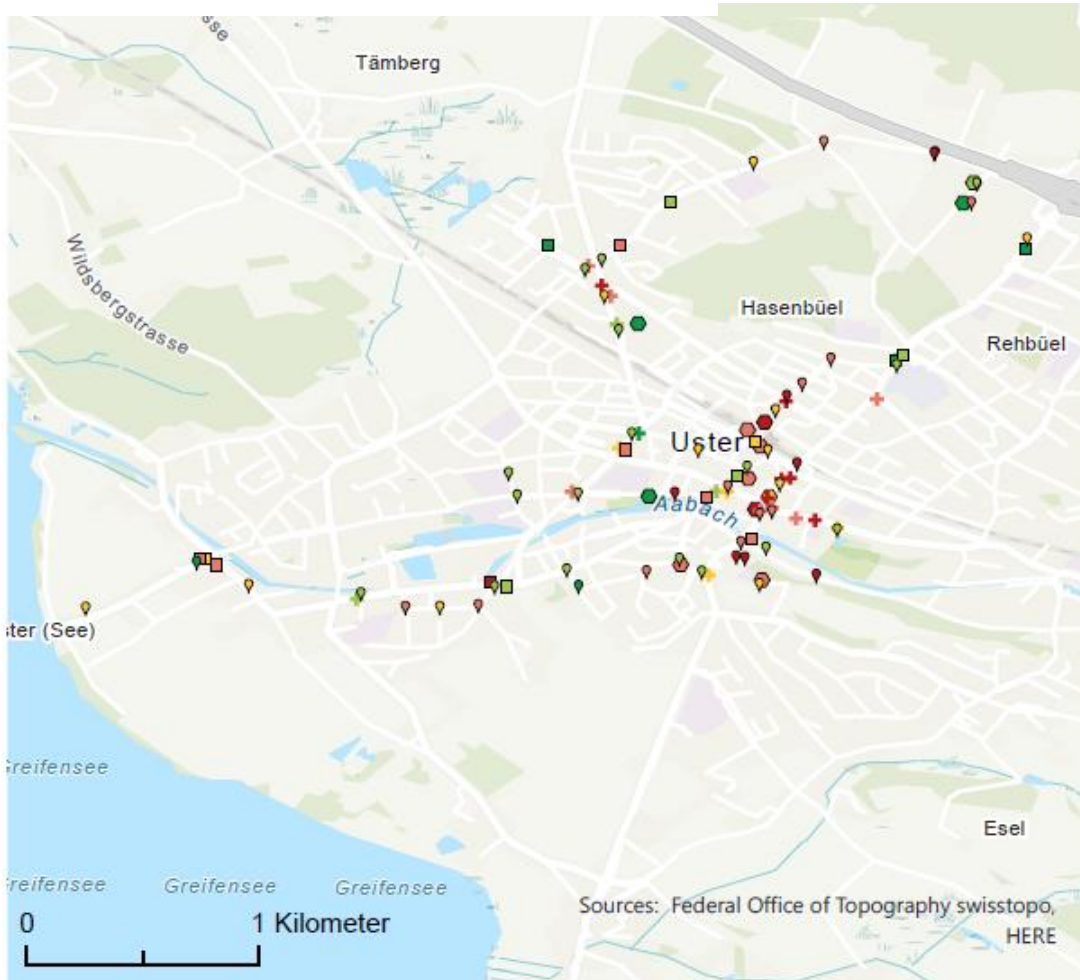 sse
Tämberg
Wildsbergstrasse
Hasenbüel
Rehbüel
Uster
Aabach
ster (See)
Greifensee
Esel
Greifensee Greifensee Greifensee
0 1 Kilometer
Sources: Federal Office of Topography swisstopo,
HERE